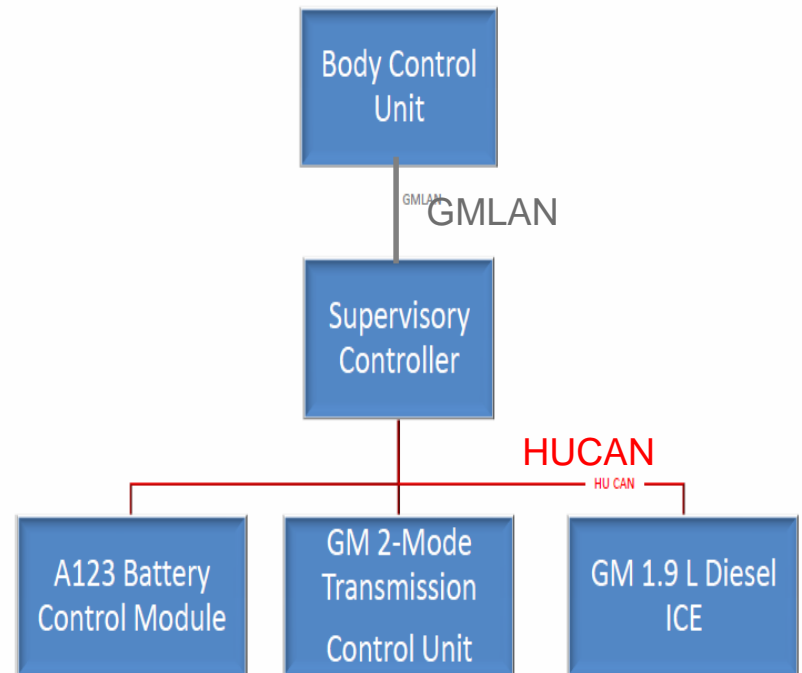 Body Control
Unit
GMLAN
GMLAN
Supervisory
Controller
HUCAN
HU CAN
A123 Battery
Control Module
GM 2-Mode
Transmission
Control Unit
GM 1.9 L Diesel
ICE